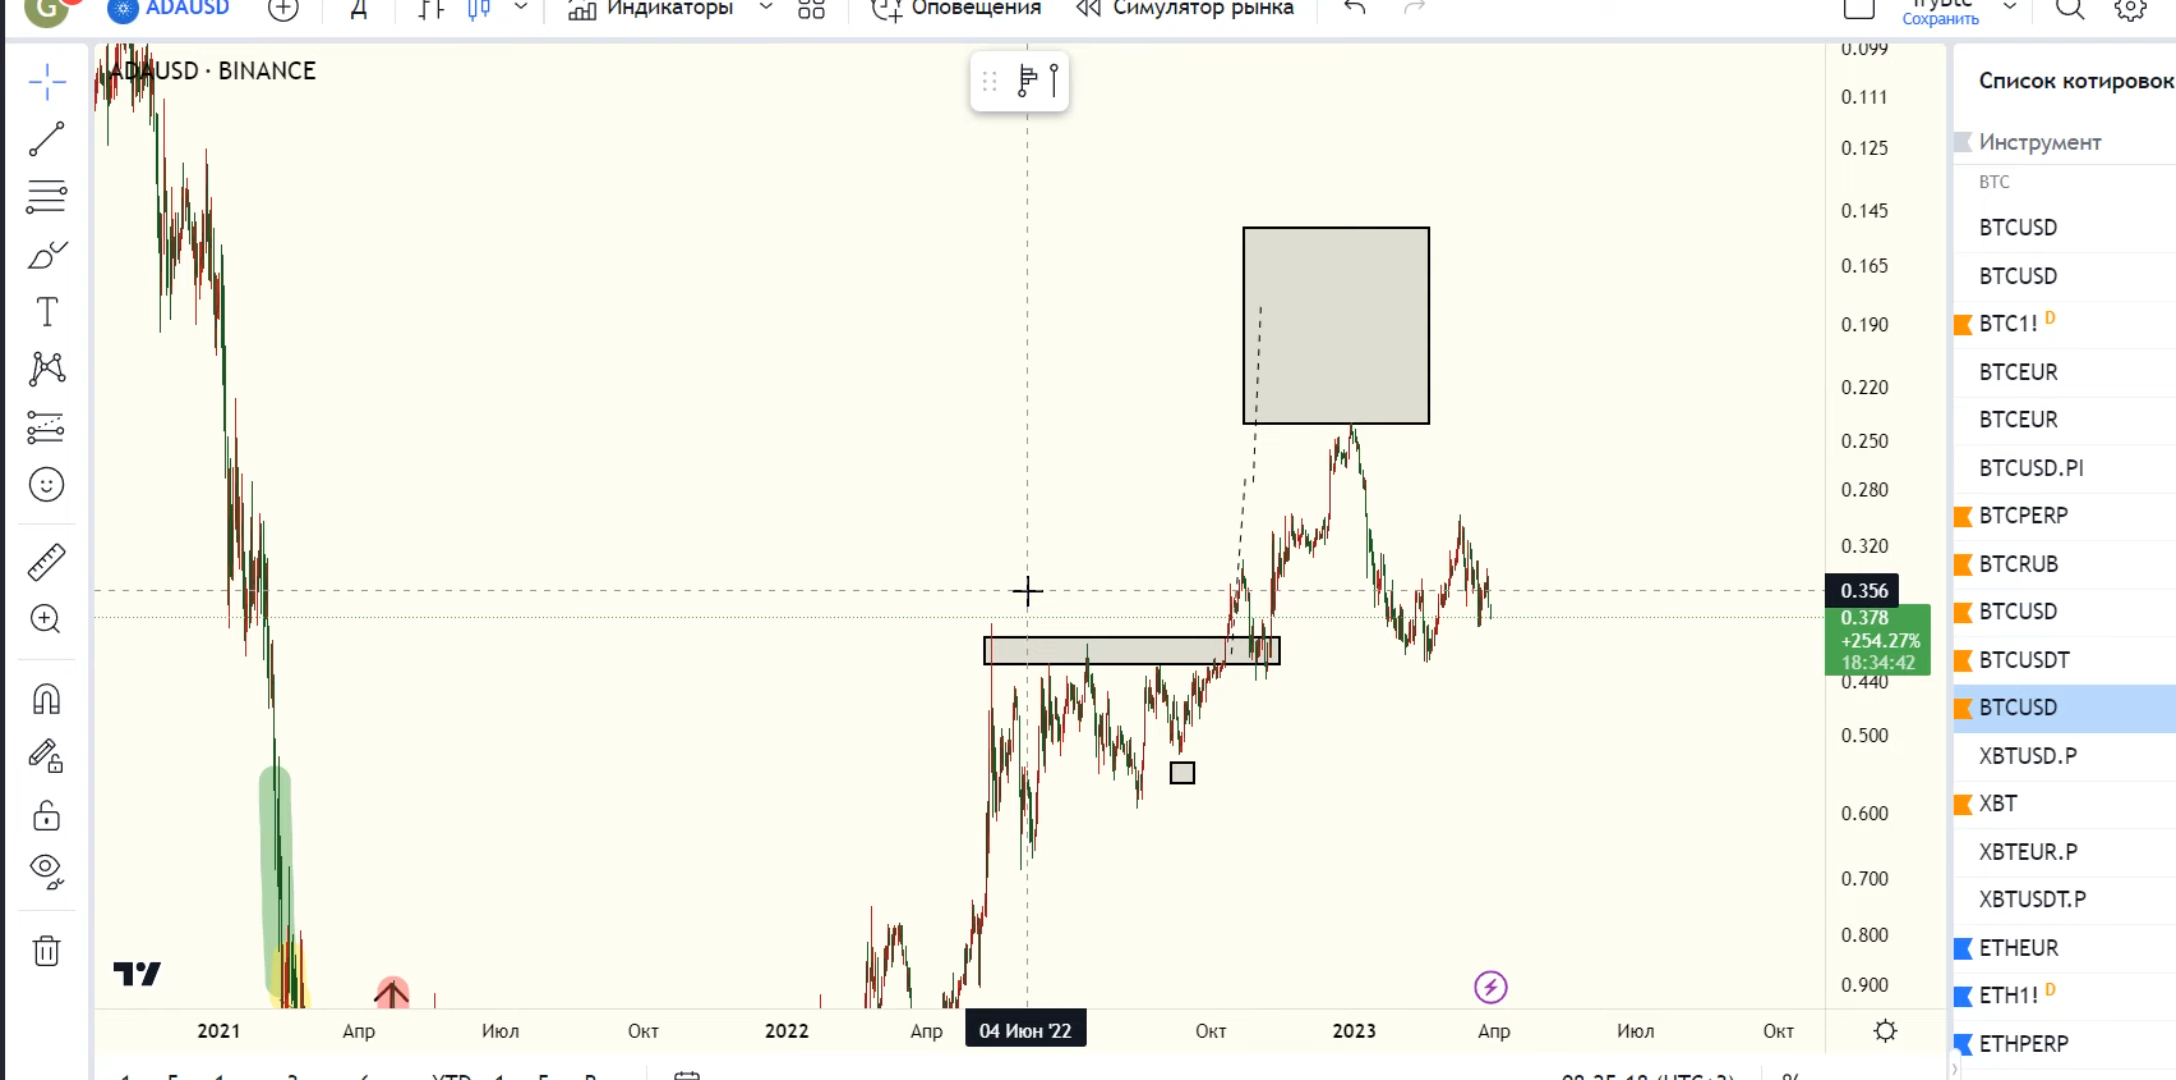 G ADAUSD Д Индикаторы Оповещения Симулятор рынка TryBtc
Сохранить
ADAUSD · BINANCE
0.099
0.111
0.125
0.145
0.165
0.190
0.220
0.250
0.280
0.320
0.356
0.378
+254.27%
18:34:42
0.440
0.500
0.600
0.700
0.800
0.900
2021 Апр Июл Окт 2022 Апр 04 Июн '22 Окт 2023 Апр Июл Окт
Список котировок
Инструмент
BTC
BTCUSD
BTCUSD
BTC1! D
BTCEUR
BTCEUR
BTCUSD.PI
BTCPERP
BTCRUB
BTCUSD
BTCUSDT
BTCUSD
XBTUSD.P
XBT
XBTEUR.P
XBTUSDT.P
ETHEUR
ETH1! D
ETHPERP